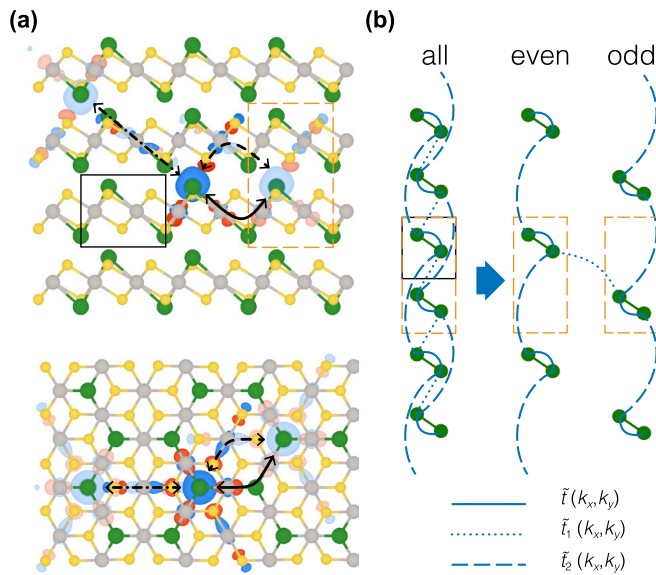 (a)
(b)
all even odd
t̃ (kx,ky)
t̃1 (kx,ky)
t̃2 (kx,ky)